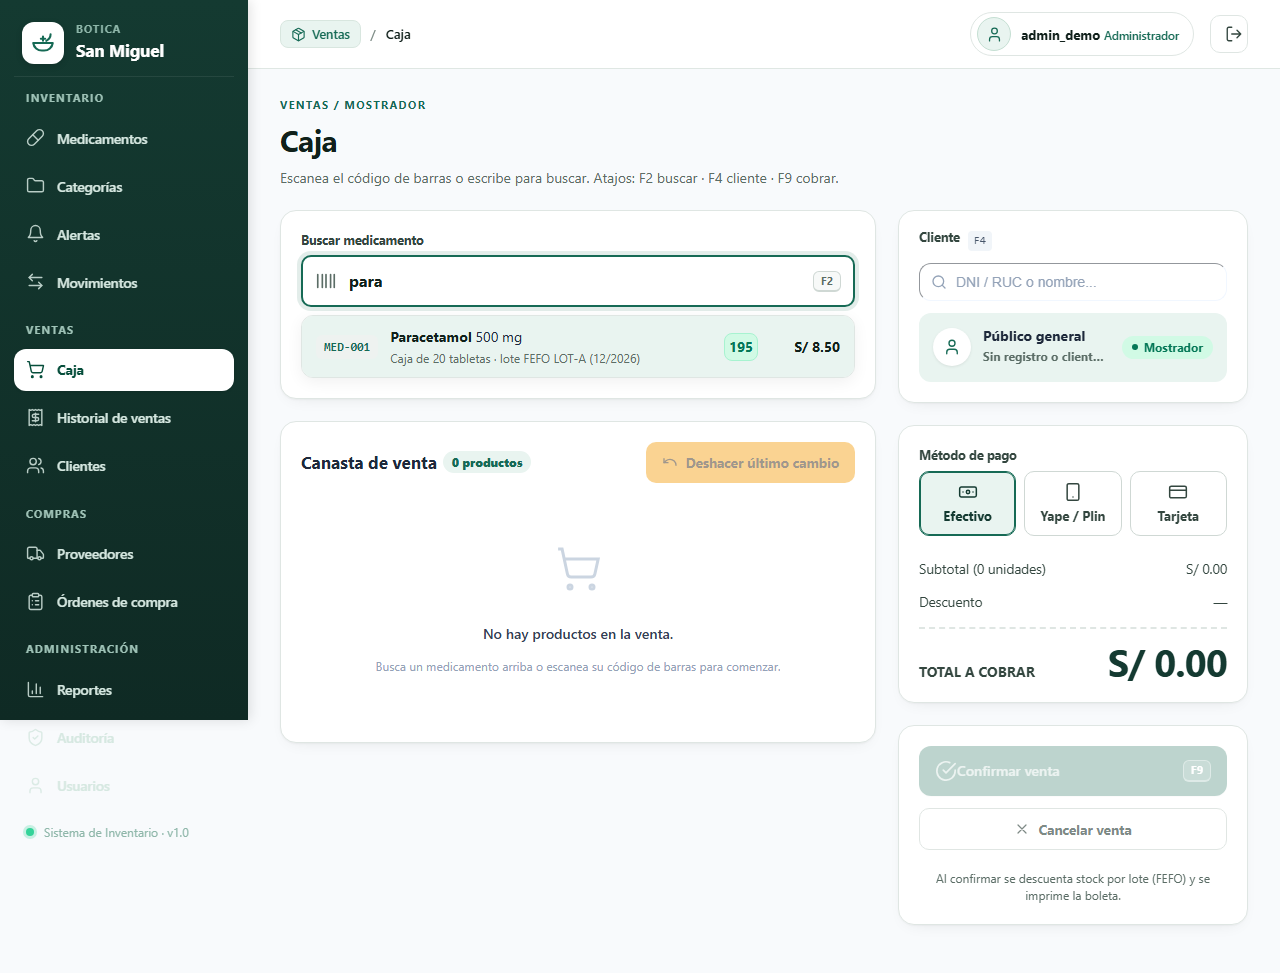 BOTICA
San Miguel
INVENTARIO
Medicamentos
Categorías
Alertas
Movimientos
VENTAS
Caja
Historial de ventas
Clientes
COMPRAS
Proveedores
Órdenes de compra
ADMINISTRACIÓN
Reportes
Auditoría
Usuarios
Sistema de Inventario · v1.0
Ventas / Caja
admin_demo Administrador
VENTAS / MOSTRADOR
Caja
Escanea el código de barras o escribe para buscar. Atajos: F2 buscar · F4 cliente · F9 cobrar.
Buscar medicamento
para F2
MED-001 Paracetamol 500 mg 195 S/ 8.50
Caja de 20 tabletas · lote FEFO LOT-A (12/2026)
Canasta de venta 0 productos Deshacer último cambio
No hay productos en la venta.
Busca un medicamento arriba o escanea su código de barras para comenzar.
Cliente F4
DNI / RUC o nombre...
Público general
Sin registro o client... Mostrador
Método de pago
Efectivo Yape / Plin Tarjeta
Subtotal (0 unidades) S/ 0.00
Descuento —
TOTAL A COBRAR S/ 0.00
Confirmar venta F9
Cancelar venta
Al confirmar se descuenta stock por lote (FEFO) y se
imprime la boleta.